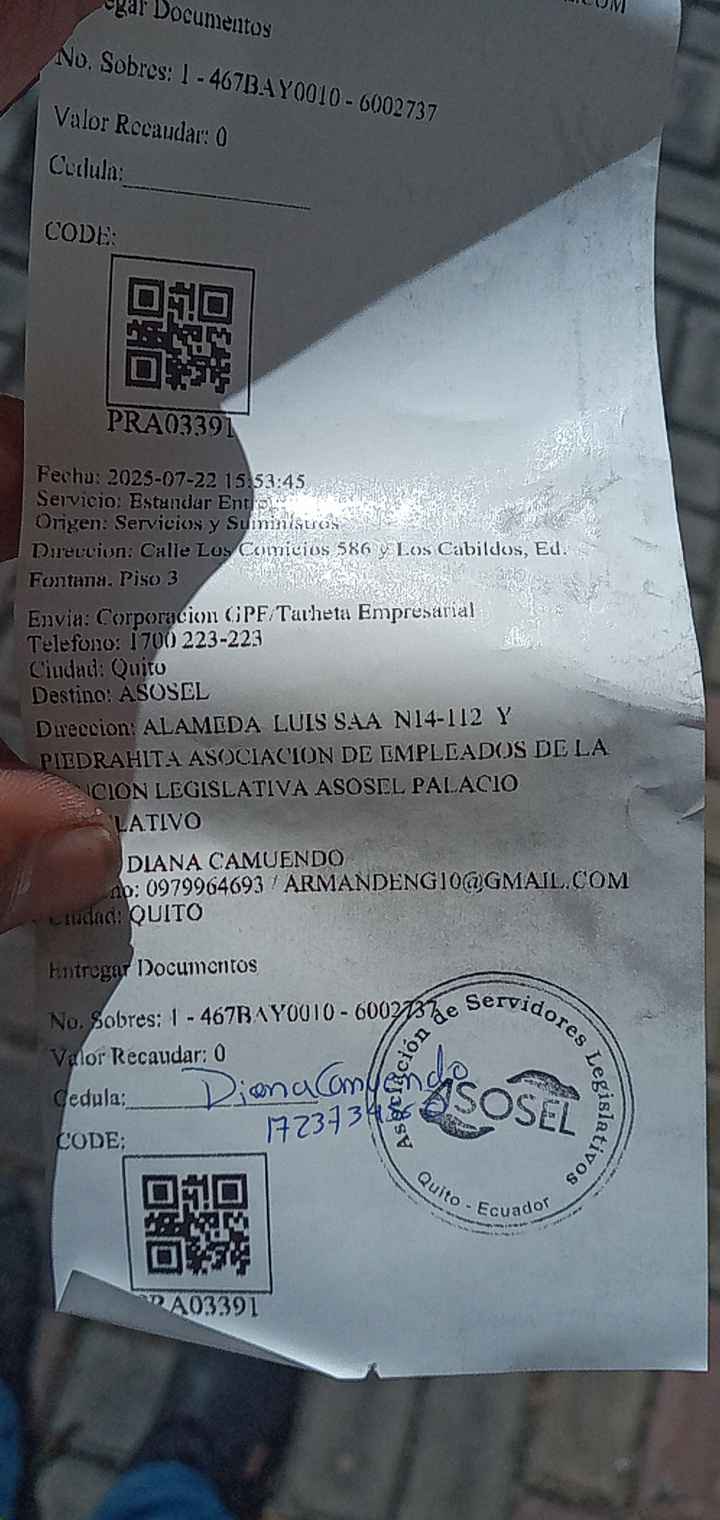 Documentos
No. Sobres: 1 - 467BAY0010 - 6002737
Valor Recaudar: 0
Cedula:
CODE:
PRA03391
Fecha: 2025-07-22 15:53:45
Servicio: Estandar
Origen: Servicios y Suministros
Direccion: Calle Los Comicios 586 y Los Cabildos, Ed.
Fontana. Piso 3
Envia: Corporacion GPF/Tarheta Empresarial
Telefono: 1700 223-223
Ciudad: Quito
Destino: ASOSEL
Direccion: ALAMEDA LUIS SAA N14-112 Y
PIEDRAHITA ASOCIACION DE EMPLEADOS DE LA
LEGISLATIVA ASOSEL PALACIO
DIANA CAMUENDO
0979964693 / ARMANDENG10@GMAIL.COM
Ciudad: QUITO
Entregar Documentos
No. Sobres: 1 - 467BAY0010 - 6002737
Valor Recaudar: 0
Cedula: Diana Camuendo
CODE:
Asociación de Servidores Legislativos
ASOSEL
Quito - Ecuador